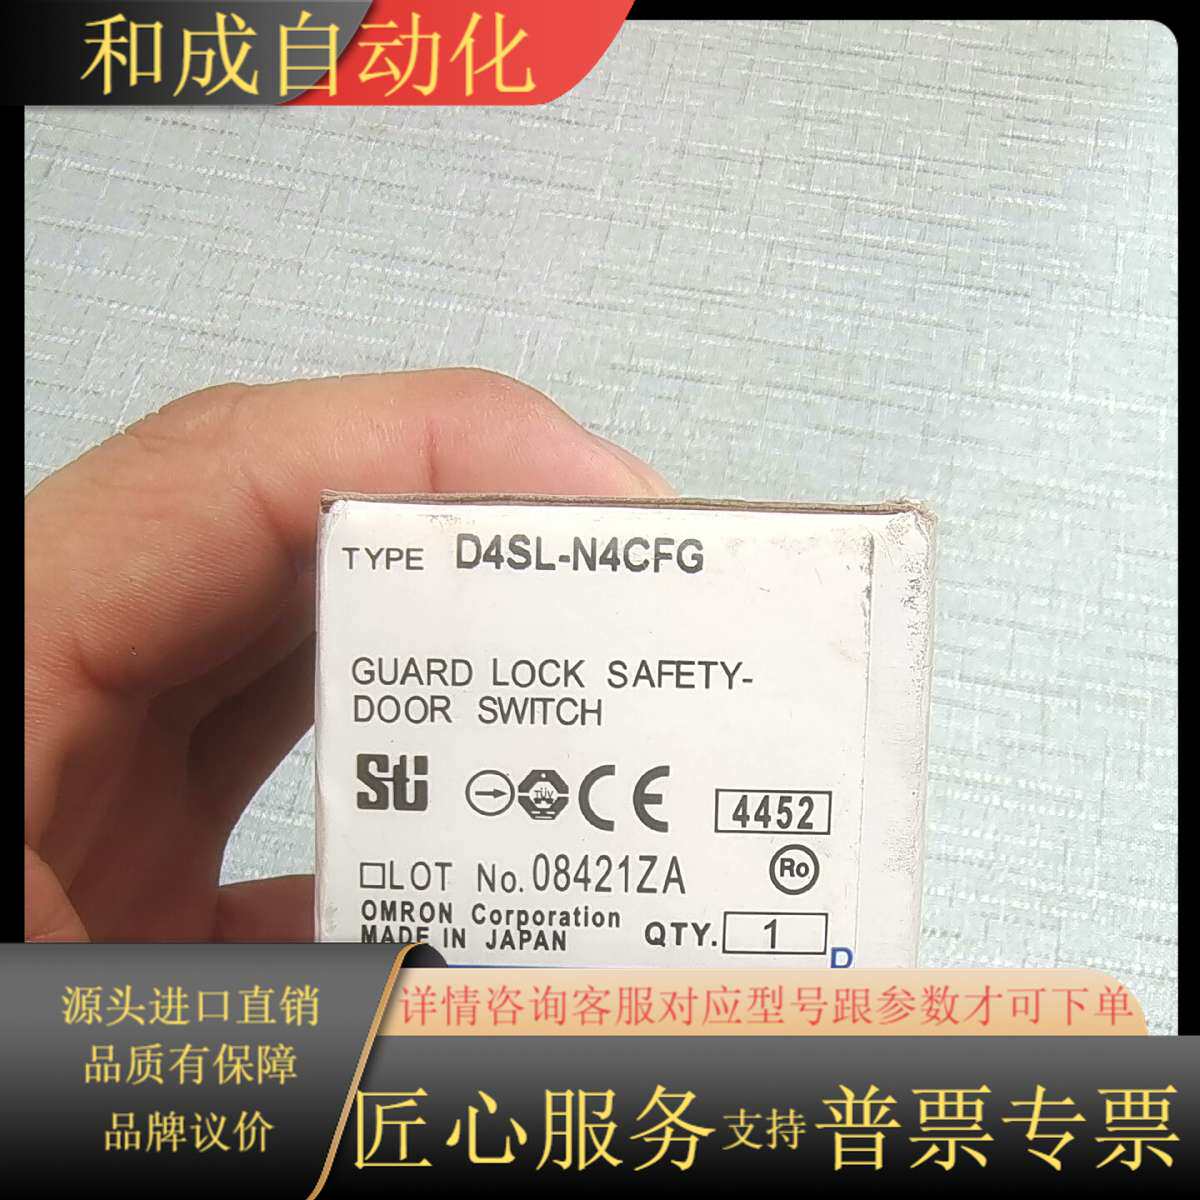 和成自动化
TYPE D4SL-N4CFG
GUARD LOCK SAFETY-
DOOR SWITCH
Sti TÜV CE 4452
Ro
□LOT No. 08421ZA
OMRON Corporation
MADE IN JAPAN QTY. 1
D
源头进口直销
品质有保障
品牌议价
详情咨询客服对应型号跟参数才可下单
匠心服务支持普票专票